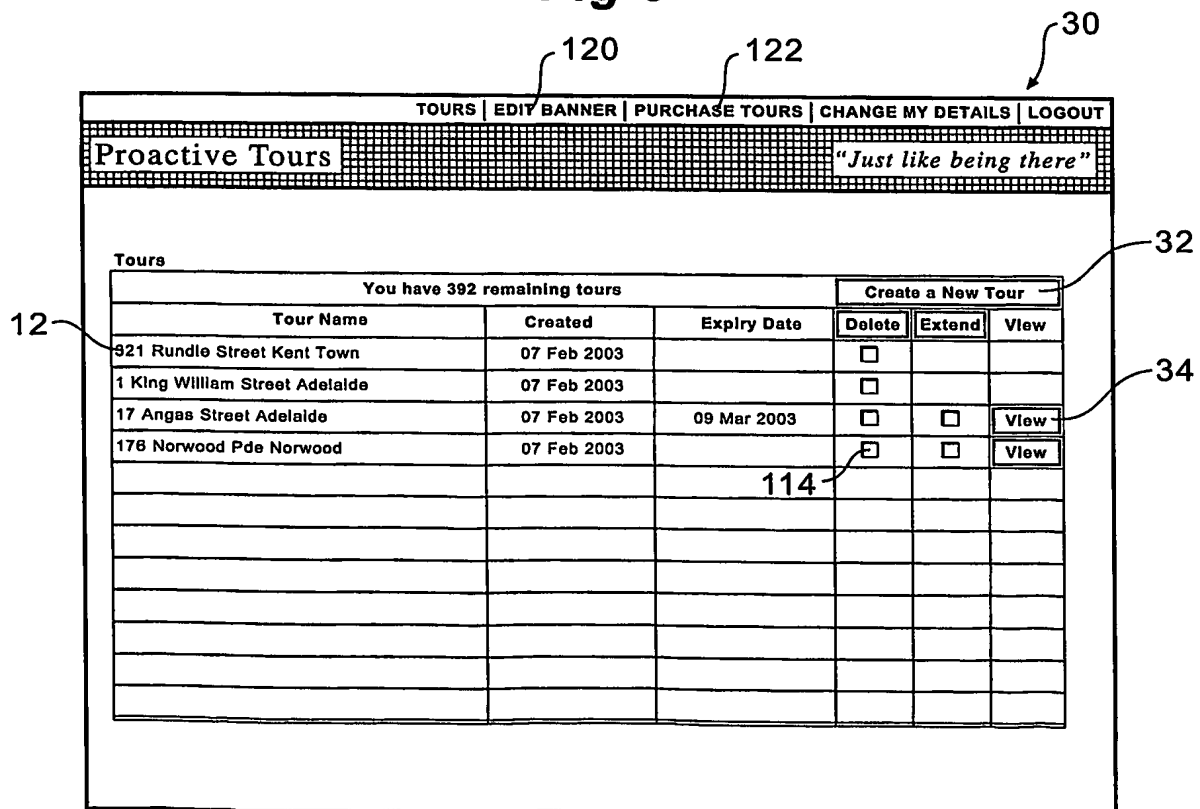 30
120 122
TOURS | EDIT BANNER | PURCHASE TOURS | CHANGE MY DETAILS | LOGOUT
Proactive Tours "Just like being there"
32
Tours
You have 392 remaining tours Create a New Tour
12
Tour Name Created Expiry Date Delete Extend View
321 Rundle Street Kent Town 07 Feb 2003
34
1 King William Street Adelaide 07 Feb 2003
17 Angas Street Adelaide 07 Feb 2003 09 Mar 2003 View
176 Norwood Pde Norwood 07 Feb 2003 View
114